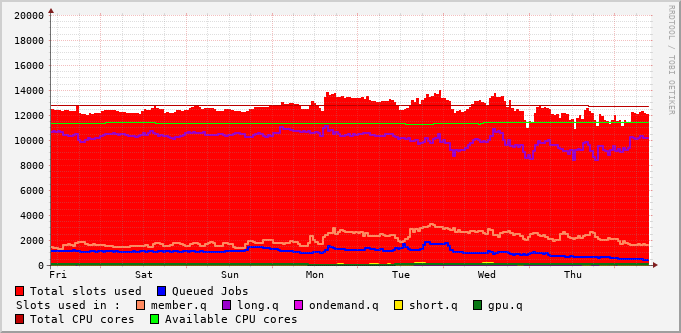 20000
18000
16000
14000
12000
10000
8000
6000
4000
2000
0
Fri Sat Sun Mon Tue Wed Thu
RRDTOOL / TOBI OETIKER
Total slots used Queued Jobs
Slots used in : member.q long.q ondemand.q short.q gpu.q
Total CPU cores Available CPU cores